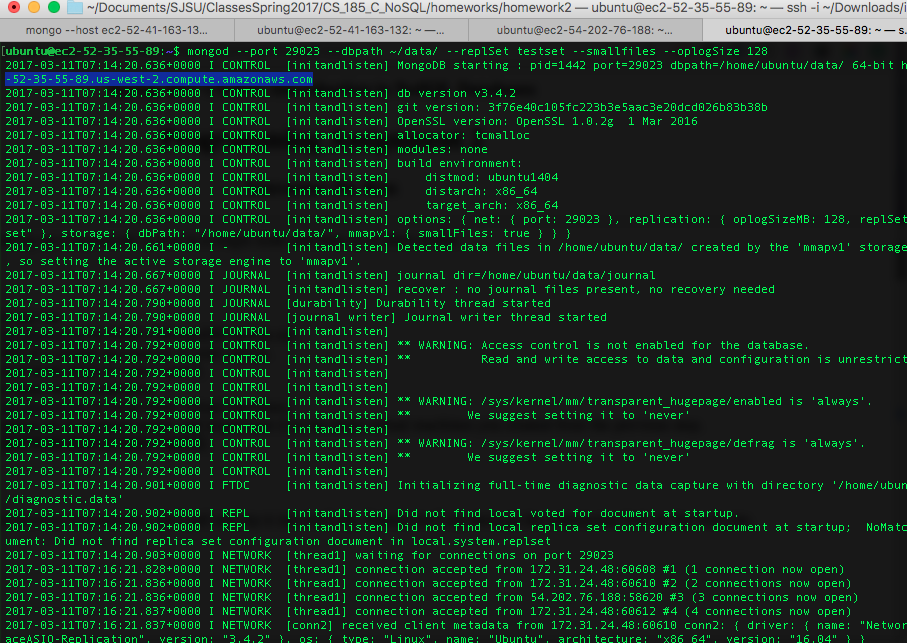 ~/Documents/SJSU/ClassesSpring2017/CS_185_C_NoSQL/homeworks/homework2 — ubuntu@ec2-52-35-55-89: ~ — ssh -i ~/Downloads/i
mongo --host ec2-52-41-163-13... ubuntu@ec2-52-41-163-132: ~ —... ubuntu@ec2-54-202-76-188: ~... ubuntu@ec2-52-35-55-89: ~ — s.
[ubuntu@ec2-52-35-55-89:~$ mongod --port 29023 --dbpath ~/data/ --replSet testset --smallfiles --oplogSize 128
2017-03-11T07:14:20.636+0000 I CONTROL  [initandlisten] MongoDB starting : pid=1442 port=29023 dbpath=/home/ubuntu/data/ 64-bit h
-52-35-55-89.us-west-2.compute.amazonaws.com
2017-03-11T07:14:20.636+0000 I CONTROL  [initandlisten] db version v3.4.2
2017-03-11T07:14:20.636+0000 I CONTROL  [initandlisten] git version: 3f76e40c105fc223b3e5aac3e20dcd026b83b38b
2017-03-11T07:14:20.636+0000 I CONTROL  [initandlisten] OpenSSL version: OpenSSL 1.0.2g  1 Mar 2016
2017-03-11T07:14:20.636+0000 I CONTROL  [initandlisten] allocator: tcmalloc
2017-03-11T07:14:20.636+0000 I CONTROL  [initandlisten] modules: none
2017-03-11T07:14:20.636+0000 I CONTROL  [initandlisten] build environment:
2017-03-11T07:14:20.636+0000 I CONTROL  [initandlisten]     distmod: ubuntu1404
2017-03-11T07:14:20.636+0000 I CONTROL  [initandlisten]     distarch: x86_64
2017-03-11T07:14:20.636+0000 I CONTROL  [initandlisten]     target_arch: x86_64
2017-03-11T07:14:20.636+0000 I CONTROL  [initandlisten] options: { net: { port: 29023 }, replication: { oplogSizeMB: 128, replSet
set" }, storage: { dbPath: "/home/ubuntu/data/", mmapv1: { smallFiles: true } } }
2017-03-11T07:14:20.661+0000 I -        [initandlisten] Detected data files in /home/ubuntu/data/ created by the 'mmapv1' storage
, so setting the active storage engine to 'mmapv1'.
2017-03-11T07:14:20.667+0000 I JOURNAL  [initandlisten] journal dir=/home/ubuntu/data/journal
2017-03-11T07:14:20.667+0000 I JOURNAL  [initandlisten] recover : no journal files present, no recovery needed
2017-03-11T07:14:20.790+0000 I JOURNAL  [durability] Durability thread started
2017-03-11T07:14:20.790+0000 I JOURNAL  [journal writer] Journal writer thread started
2017-03-11T07:14:20.791+0000 I CONTROL  [initandlisten]
2017-03-11T07:14:20.792+0000 I CONTROL  [initandlisten] ** WARNING: Access control is not enabled for the database.
2017-03-11T07:14:20.792+0000 I CONTROL  [initandlisten] **          Read and write access to data and configuration is unrestrict
2017-03-11T07:14:20.792+0000 I CONTROL  [initandlisten]
2017-03-11T07:14:20.792+0000 I CONTROL  [initandlisten]
2017-03-11T07:14:20.792+0000 I CONTROL  [initandlisten] ** WARNING: /sys/kernel/mm/transparent_hugepage/enabled is 'always'.
2017-03-11T07:14:20.792+0000 I CONTROL  [initandlisten] **        We suggest setting it to 'never'
2017-03-11T07:14:20.792+0000 I CONTROL  [initandlisten]
2017-03-11T07:14:20.792+0000 I CONTROL  [initandlisten] ** WARNING: /sys/kernel/mm/transparent_hugepage/defrag is 'always'.
2017-03-11T07:14:20.792+0000 I CONTROL  [initandlisten] **        We suggest setting it to 'never'
2017-03-11T07:14:20.792+0000 I CONTROL  [initandlisten]
2017-03-11T07:14:20.901+0000 I FTDC     [initandlisten] Initializing full-time diagnostic data capture with directory '/home/ubun
/diagnostic.data'
2017-03-11T07:14:20.902+0000 I REPL     [initandlisten] Did not find local voted for document at startup.
2017-03-11T07:14:20.902+0000 I REPL     [initandlisten] Did not find local replica set configuration document at startup;  NoMatc
ument: Did not find replica set configuration document in local.system.replset
2017-03-11T07:14:20.903+0000 I NETWORK  [thread1] waiting for connections on port 29023
2017-03-11T07:16:21.828+0000 I NETWORK  [thread1] connection accepted from 172.31.24.48:60608 #1 (1 connection now open)
2017-03-11T07:16:21.831+0000 I NETWORK  [thread1] connection accepted from 172.31.24.48:60610 #2 (2 connections now open)
2017-03-11T07:16:21.836+0000 I NETWORK  [thread1] connection accepted from 54.202.76.188:58620 #3 (3 connections now open)
2017-03-11T07:16:21.837+0000 I NETWORK  [thread1] connection accepted from 172.31.24.48:60612 #4 (4 connections now open)
2017-03-11T07:16:21.837+0000 I NETWORK  [conn2] received client metadata from 172.31.24.48:60610 conn2: { driver: { name: "Networ
aceASIO-Replication", version: "3.4.2" }, os: { type: "Linux", name: "Ubuntu", architecture: "x86_64", version: "16.04" } }